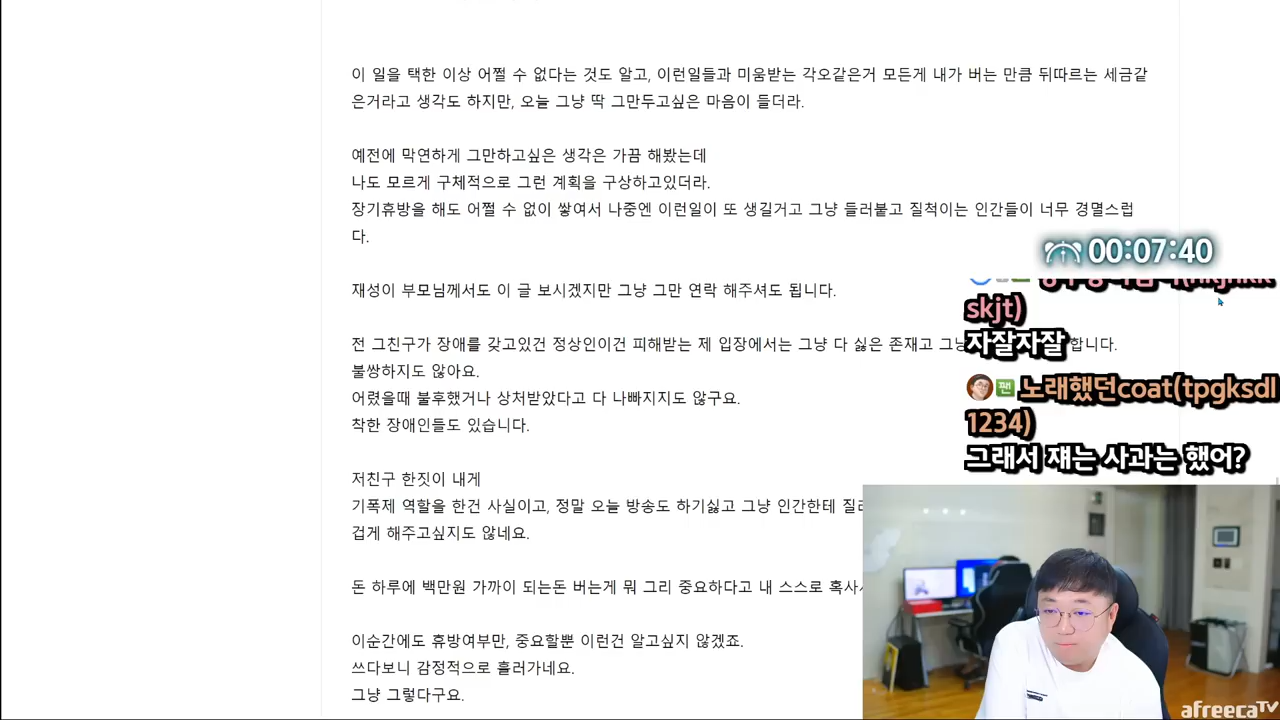 이 일을 택한 이상 어쩔 수 없다는 것도 알고, 이런일들과 미움받는 각오같은거 모든게 내가 버는 만큼 뒤따르는 세금같
은거라고 생각도 하지만, 오늘 그냥 딱 그만두고싶은 마음이 들더라.
예전에 막연하게 그만하고싶은 생각은 가끔 해봤는데
나도 모르게 구체적으로 그런 계획을 구상하고있더라.
장기휴방을 해도 어쩔 수 없이 쌓여서 나중엔 이런일이 또 생길거고 그냥 들러붙고 질척이는 인간들이 너무 경멸스럽
다.
00:07:40
재성이 부모님께서도 이 글 보시겠지만 그냥 그만 연락 해주셔도 됩니다.
skjt)
자잘자잘
전 그친구가 장애를 갖고있건 정상인이건 피해받는 제 입장에서는 그냥 다 싫은 존재고 그냥
합니다.
불쌍하지도 않아요.
어렸을때 불후했거나 상처받았다고 다 나빠지지도 않구요.
착한 장애인들도 있습니다.
팬 노래했던coat(tpgksdl
1234)
그래서 쟤는 사과는 했어?
저친구 한짓이 내게
기폭제 역할을 한건 사실이고, 정말 오늘 방송도 하기싫고 그냥 인간한테
겁게 해주고싶지도 않네요.
돈 하루에 백만원 가까이 되는돈 버는게 뭐 그리 중요하다고 내 스스로
이순간에도 휴방여부만, 중요할뿐 이런건 알고싶지 않겠죠.
쓰다보니 감정적으로 흘러가네요.
그냥 그렇다구요.
afreecaTV